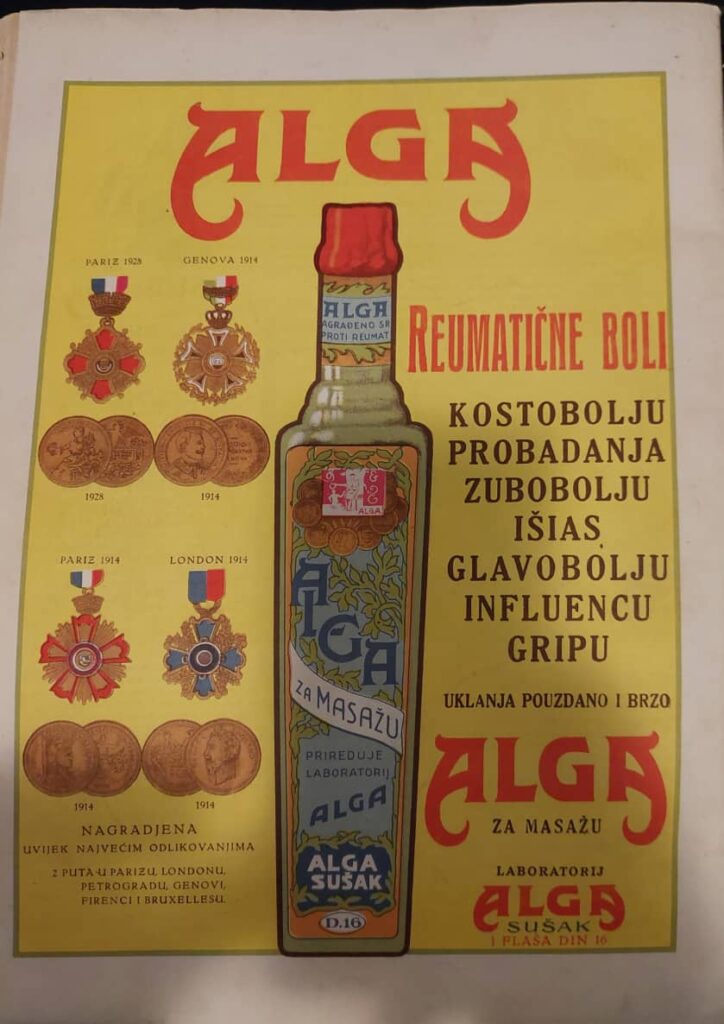 ALGA
PARIZ 1928
GENOVA 1914
1928
1914
PARIZ 1914
LONDON 1914
1914
1914
NAGRADJENA
UVIJEK NAJVEĆIM ODLIKOVANJIMA
2 PUTA U PARIZU, LONDONU,
PETROGRADU, GENOVI,
FIRENCI I BRUXELLESU.
ALGA
AGRAĐENO SR
PROTI REUMAT
ALGA
ALGA
ZA MASAŽU
PRIREDUJE
LABORATORIJ
ALGA
ALGA
SUŠAK
D.16
REUMATIČNE BOLI
KOSTOBOLJU
PROBADANJA
ZUBOBOLJU
IŠIAS,
GLAVOBOLJU
INFLUENCU
GRIPU
UKLANJA POUZDANO I BRZO
ALGA
ZA MASAŽU
LABORATORIJ
ALGA
SUŠAK
1 FLAŠA DIN 16